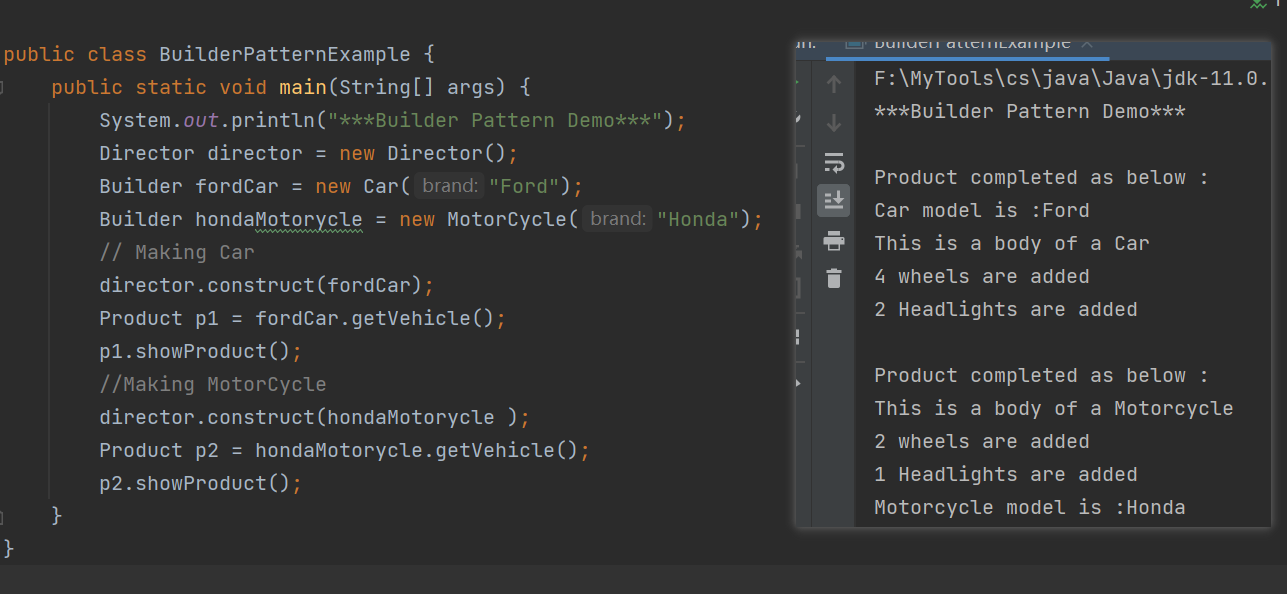 public class BuilderPatternExample {
public static void main(String[] args) {
System.out.println("***Builder Pattern Demo***");
Director director = new Director();
Builder fordCar = new Car( brand: "Ford");
Builder hondaMotorycle = new MotorCycle( brand: "Honda");
// Making Car
director.construct(fordCar);
Product p1 = fordCar.getVehicle();
p1.showProduct();
//Making MotorCycle
director.construct(hondaMotorycle );
Product p2 = hondaMotorycle.getVehicle();
p2.showProduct();
}
}
BuilderPatternExample
F:\MyTools\cs\java\Java\jdk-11.0.
***Builder Pattern Demo***
Product completed as below :
Car model is :Ford
This is a body of a Car
4 wheels are added
2 Headlights are added
Product completed as below :
This is a body of a Motorcycle
2 wheels are added
1 Headlights are added
Motorcycle model is :Honda